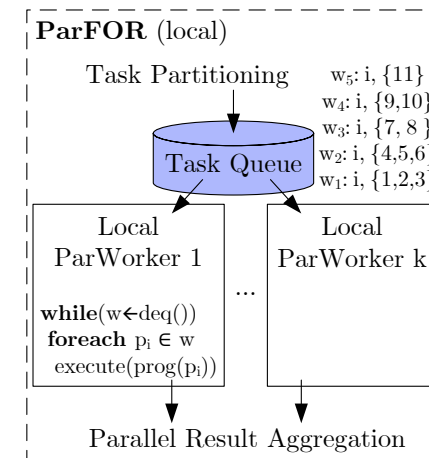 ParFOR (local)
Task Partitioning
w₅: i, {11}
w₄: i, {9,10}
w₃: i, {7, 8 }
w₂: i, {4,5,6}
w₁: i, {1,2,3}
Task Queue
Local
ParWorker 1
while(w←deq())
foreach pᵢ ∈ w
execute(prog(pᵢ))
...
Local
ParWorker k
Parallel Result Aggregation